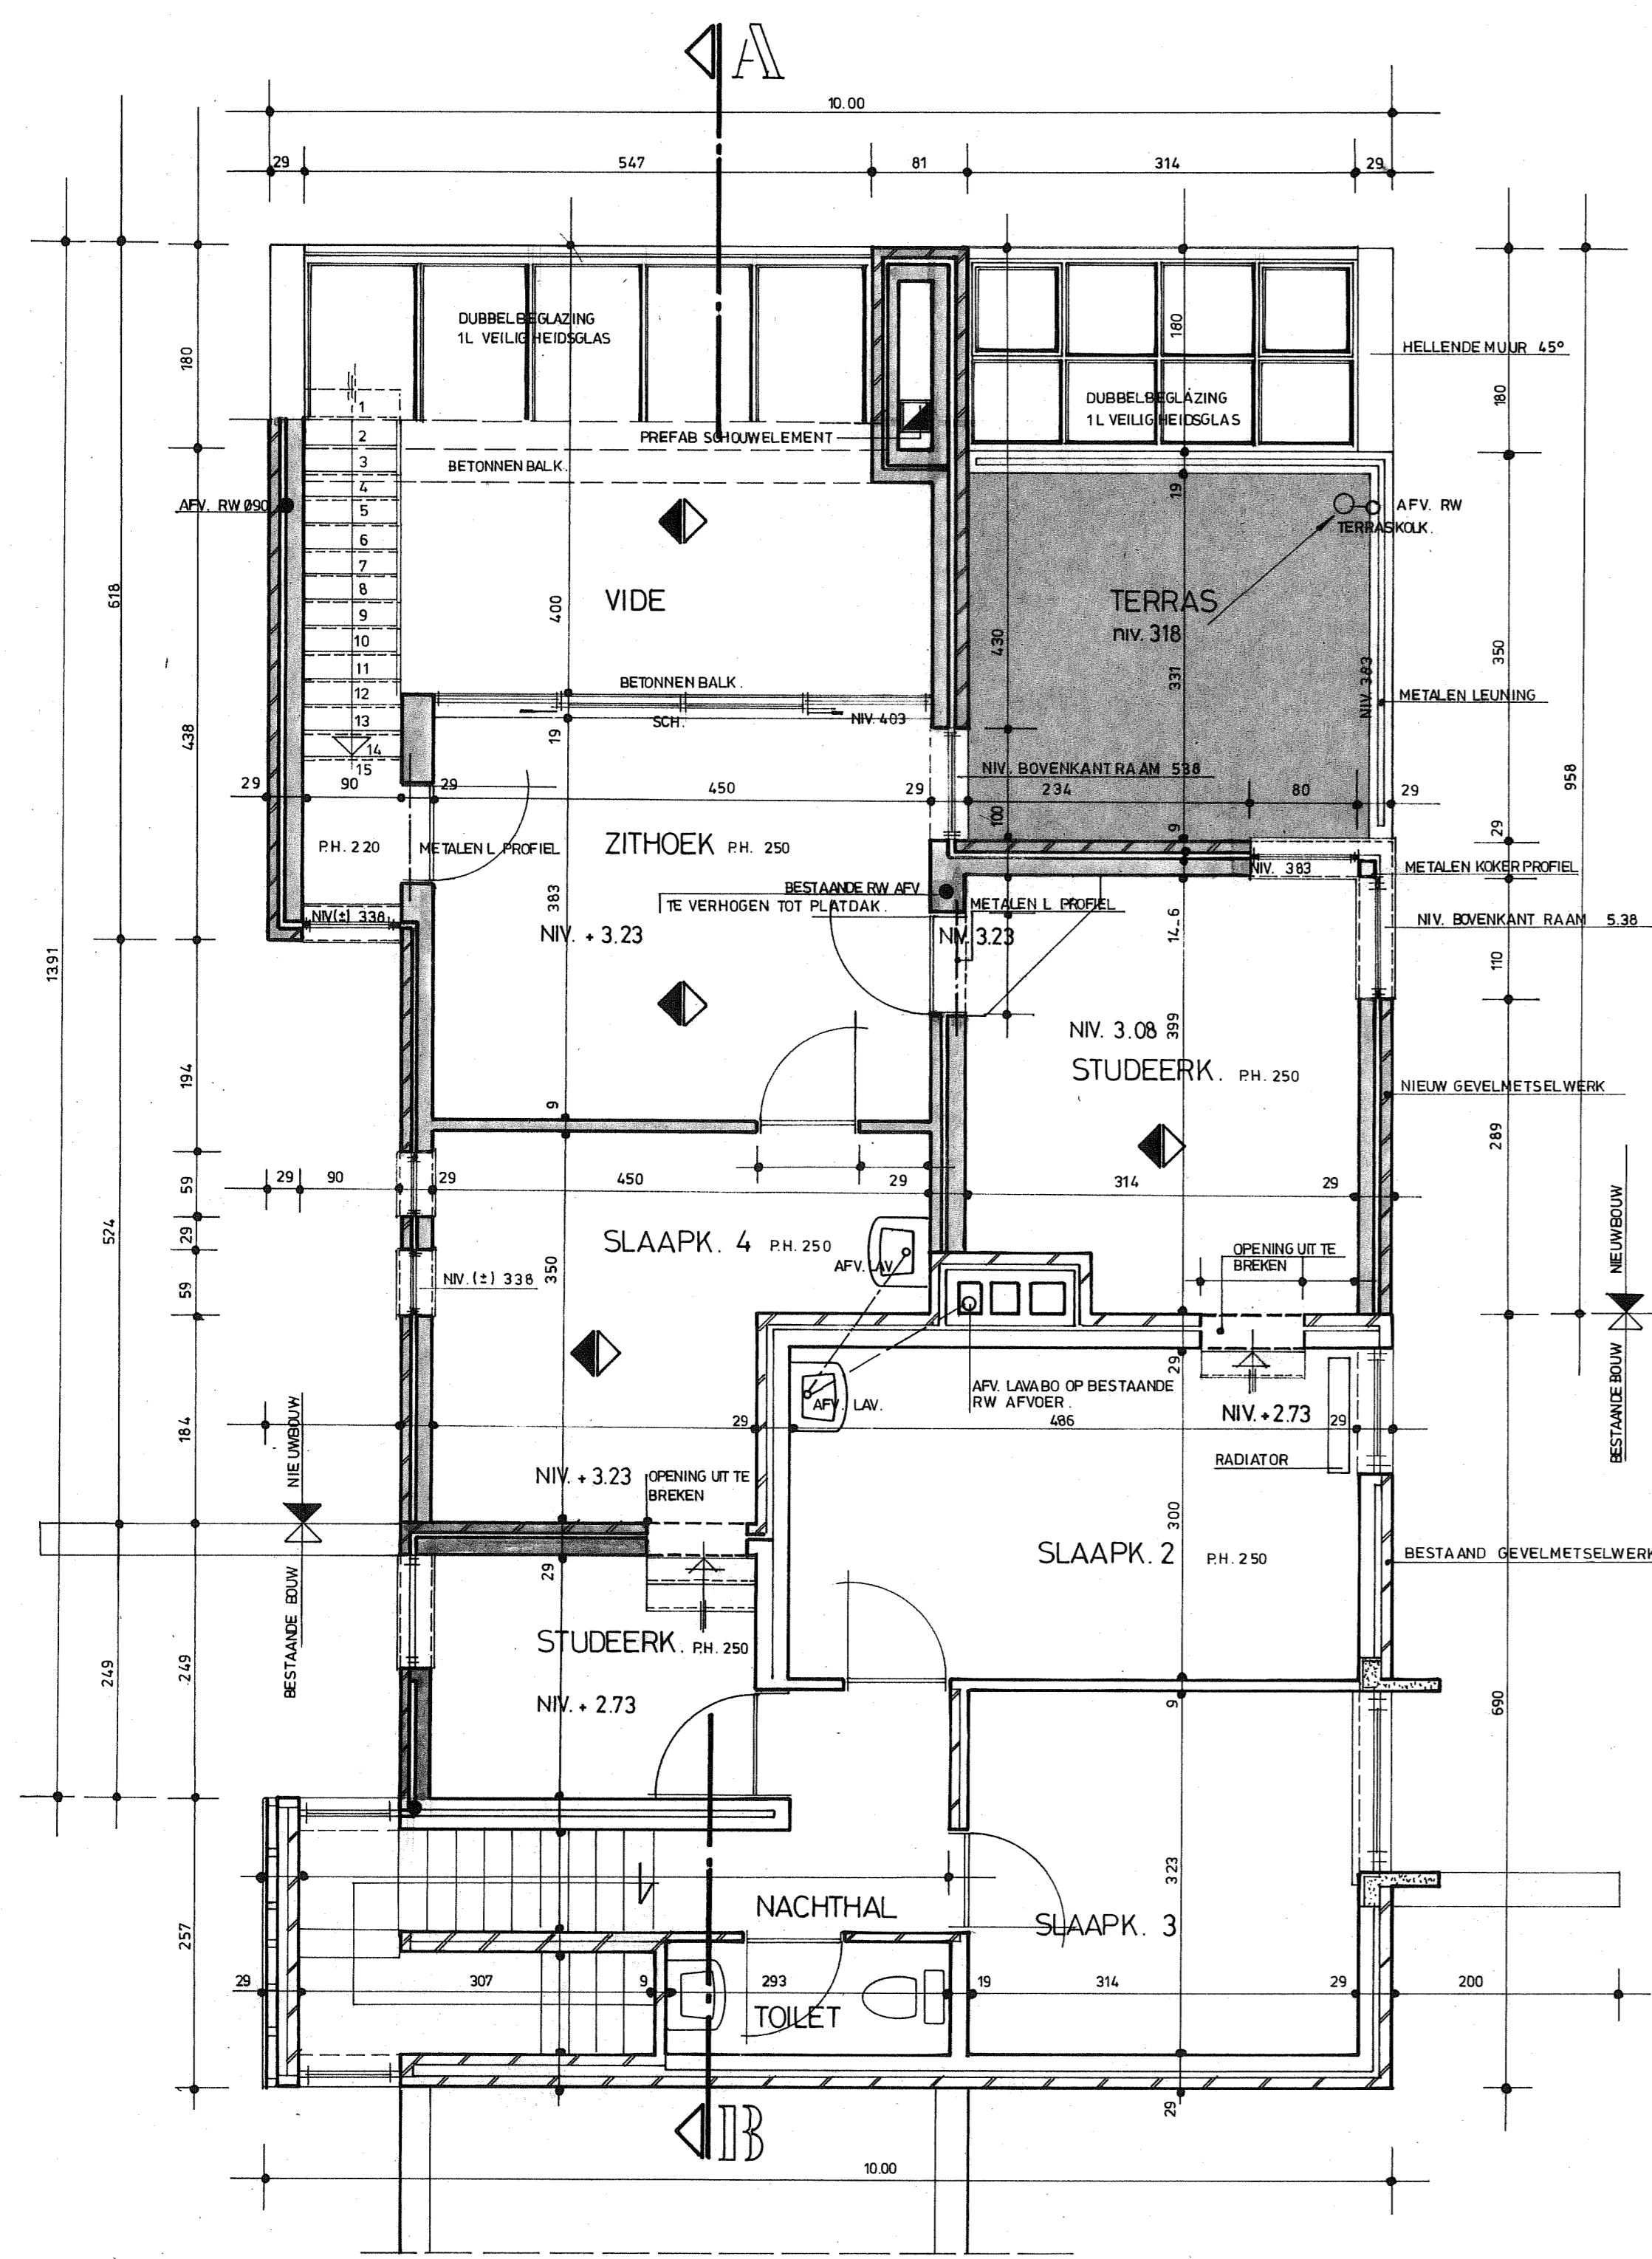 A
10.00
29 547 81 314 29
DUBBELBEGLAZING
1L VEILIGHEIDSGLAS
180
180
HELLENDE MUUR 45°
DUBBELBEGLAZING
1L VEILIGHEIDSGLAS
180
PREFAB SCHOUWELEMENT
BETONNEN BALK.
1
2
3
4
5
6
7
8
9
10
11
12
13
14
15
AFV. RW Ø90
19
AFV. RW
TERRASKOLK.
618
400
VIDE
430
TERRAS
niv. 318
331
350
NIV. 383
METALEN LEUNING
BETONNEN BALK.
SCH.
NIV. 403
438
19
NIV. BOVENKANT RAAM 538
958
29 90 29 450 29 234 80 29
100
9
29
P.H. 220
METALEN L PROFIEL
ZITHOEK P.H. 250
NIV. 383
METALEN KOKERPROFIEL
383
BESTAANDE RW AFV
TE VERHOGEN TOT PLATDAK.
METALEN L PROFIEL
NIV(±) 338
NIV. + 3.23
NIV. 3.23
14_6
NIV. BOVENKANT RAAM 5.38
110
13.91
NIV. 3.08
399
STUDEERK. P.H. 250
194
9
NIEUW GEVELMETSELWERK
289
29 90 29 450 29 314 29
59
29
59
524
SLAAPK. 4 P.H. 250
AFV. LAV
350
NIV. (±) 338
OPENING UIT TE
BREKEN
NIEUWBOUW
BESTAANDE BOUW
29
AFV. LAV.
AFV. LAVABO OP BESTAANDE
RW AFVOER.
NIV. +2.73
184
29 486 29
NIEUWBOUW
RADIATOR
NIV. + 3.23
OPENING UIT TE
BREKEN
300
SLAAPK. 2 P.H. 250
BESTAAND GEVELMETSELWERK
29
BESTAANDE BOUW
STUDEERK. P.H. 250
249
249
NIV. + 2.73
9
690
323
NACHTHAL
SLAAPK. 3
257
29 307 9 293 19 314 29 200
TOILET
29
B
10.00